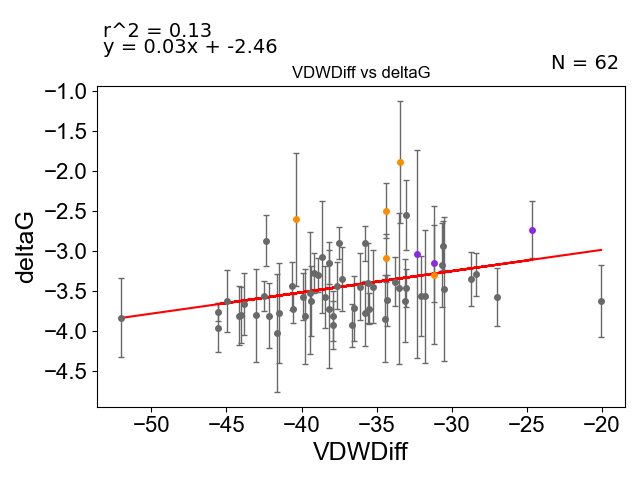 r^2 = 0.13
y = 0.03x + -2.46
N = 62
VDWDiff vs deltaG
−1.0
−1.5
−2.0
−2.5
−3.0
−3.5
−4.0
−4.5
deltaG
−50 −45 −40 −35 −30 −25 −20
VDWDiff